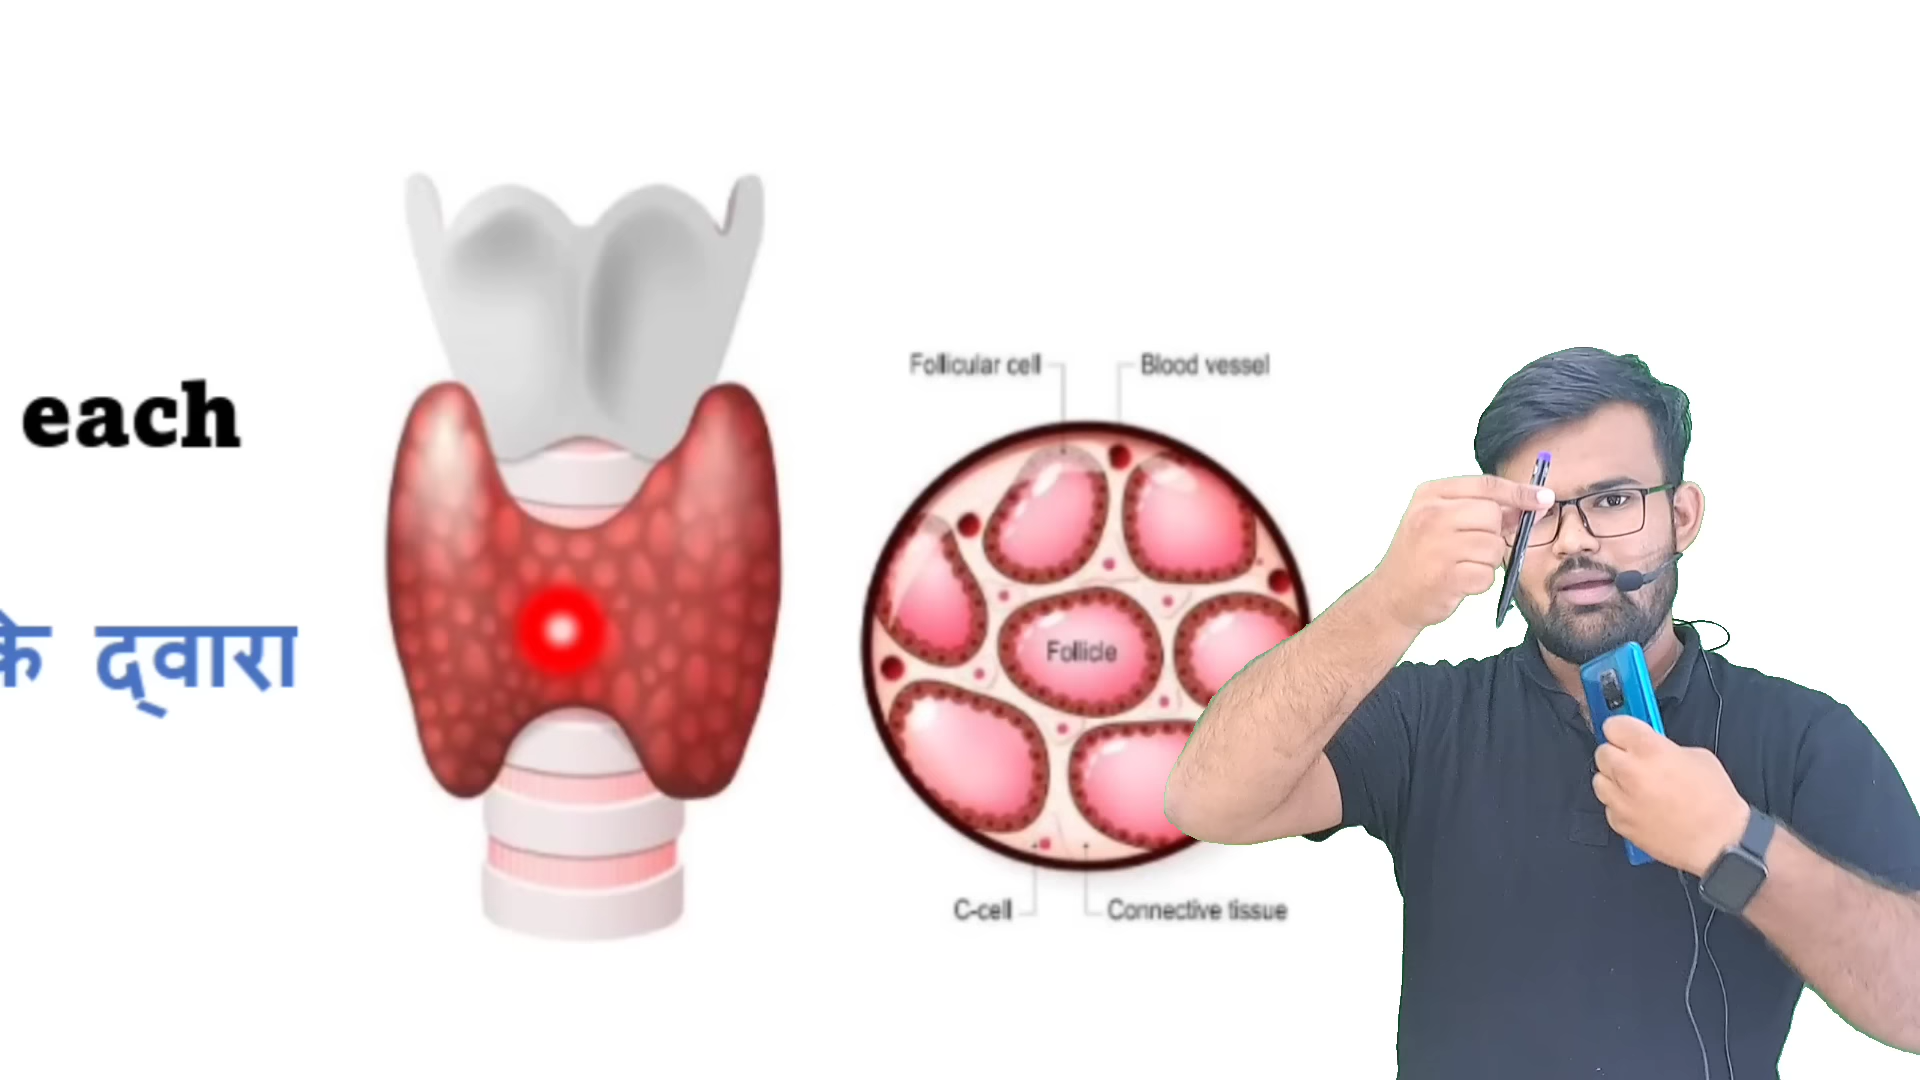 each
के द्वारा
Follicular cell
Blood vessel
Follicle
C-cell
Connective tissue